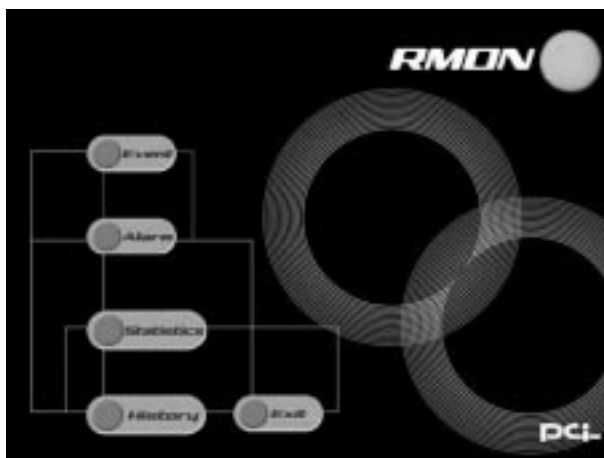 RMON
Event
Alarm
Statistics
History
Exit
PCI